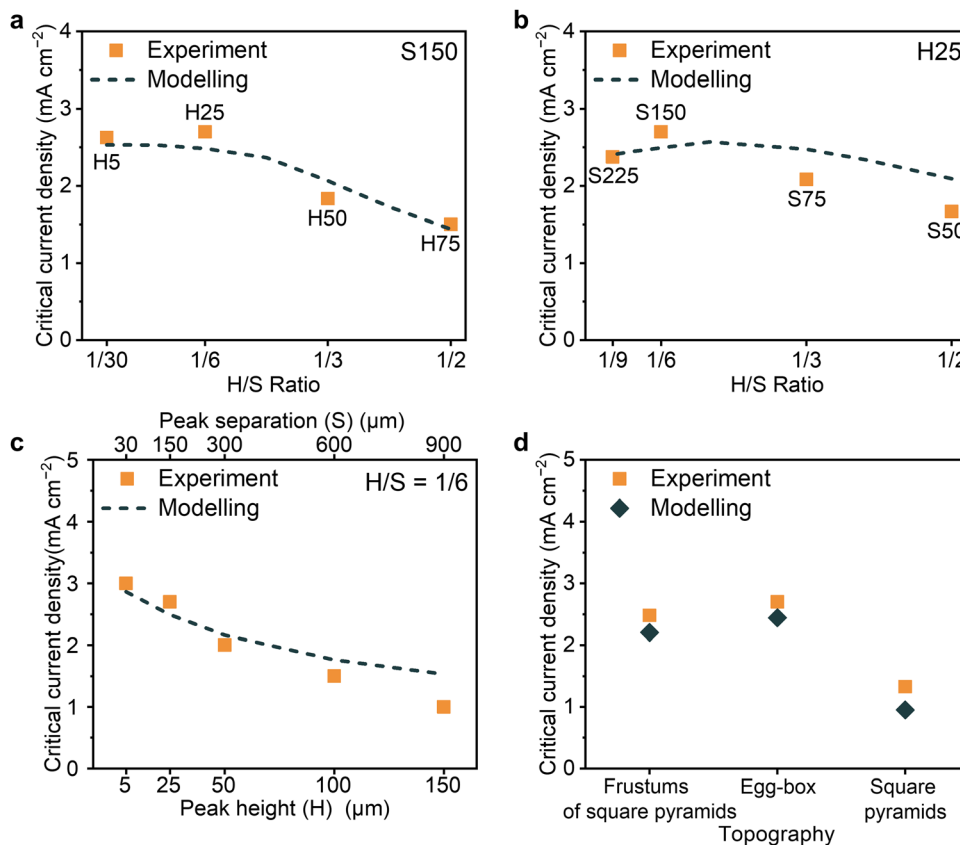 a
4
3
2
1
0
Critical current density (mA cm⁻²)
Experiment
Modelling
S150
H5
H25
H50
H75
1/30 1/6 1/3 1/2
H/S Ratio
b
4
3
2
1
0
Critical current density (mA cm⁻²)
Experiment
Modelling
H25
S225
S150
S75
S50
1/9 1/6 1/3 1/2
H/S Ratio
c
Peak separation (S) (μm)
30 150 300 600 900
5
4
3
2
1
0
Critical current density(mA cm⁻²)
Experiment
Modelling
H/S = 1/6
5 25 50 100 150
Peak height (H) (μm)
d
5
4
3
2
1
0
Critical current density (mA cm⁻²)
Experiment
Modelling
Frustums
of square pyramids
Egg-box
Square
pyramids
Topography